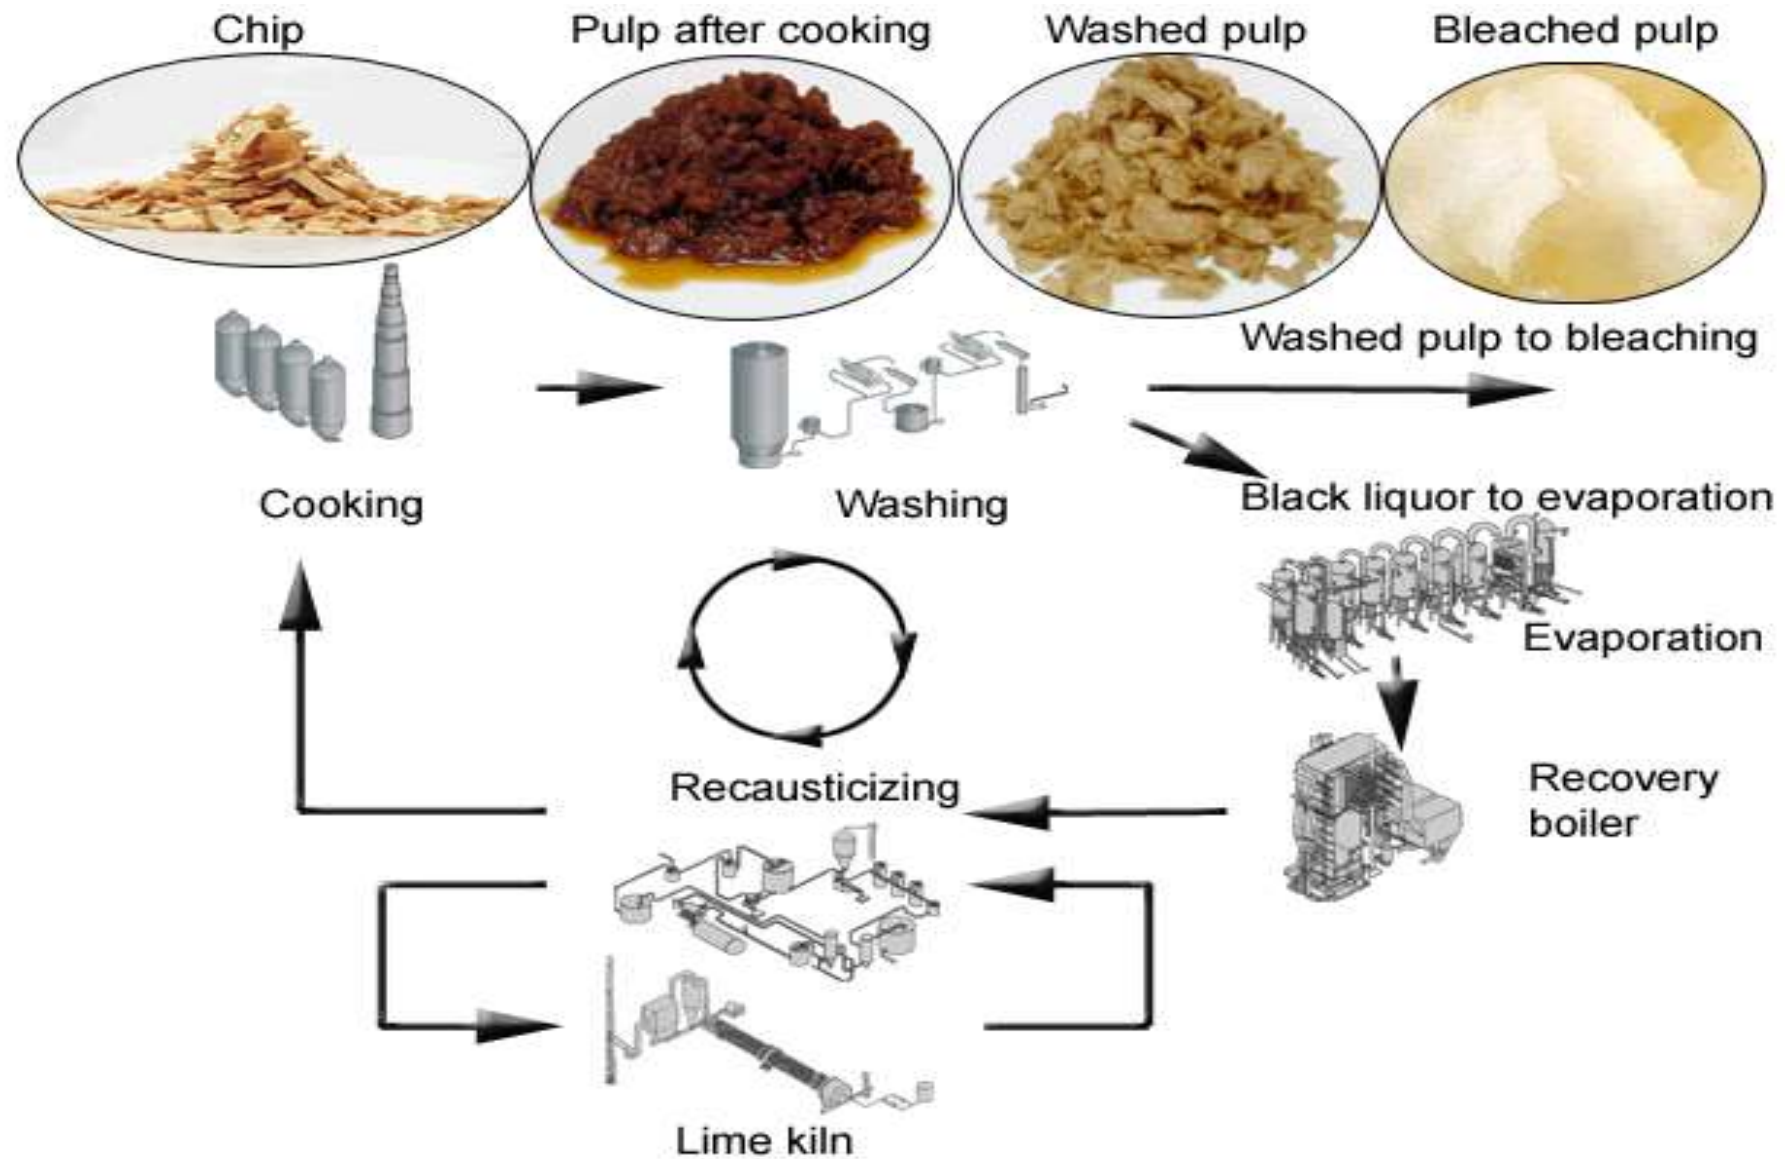 Chip
Pulp after cooking
Washed pulp
Bleached pulp
Washed pulp to bleaching
Cooking
Washing
Black liquor to evaporation
Evaporation
Recausticizing
Recovery
boiler
Lime kiln